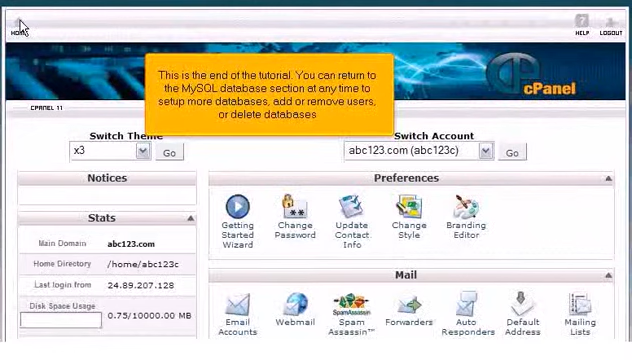 HOME
HELP LOGOUT
cPanel
This is the end of the tutorial. You can return to
the MySQL database section at any time to
setup more databases, add or remove users,
or delete databases
CPANEL 11
Switch Theme
Switch Account
x3
Go
abc123.com (abc123c)
Go
Notices
Preferences
Getting Started Wizard
Change Password
Update Contact Info
Change Style
Branding Editor
Stats
Main Domain abc123.com
Home Directory /home/abc123c
Last login from 24.89.207.128
Disk Space Usage 0.75/10000.00 MB
Mail
SpamAssassin
Email Accounts
Webmail
Spam Assassin™
Forwarders
Auto Responders
Default Address
Mailing Lists